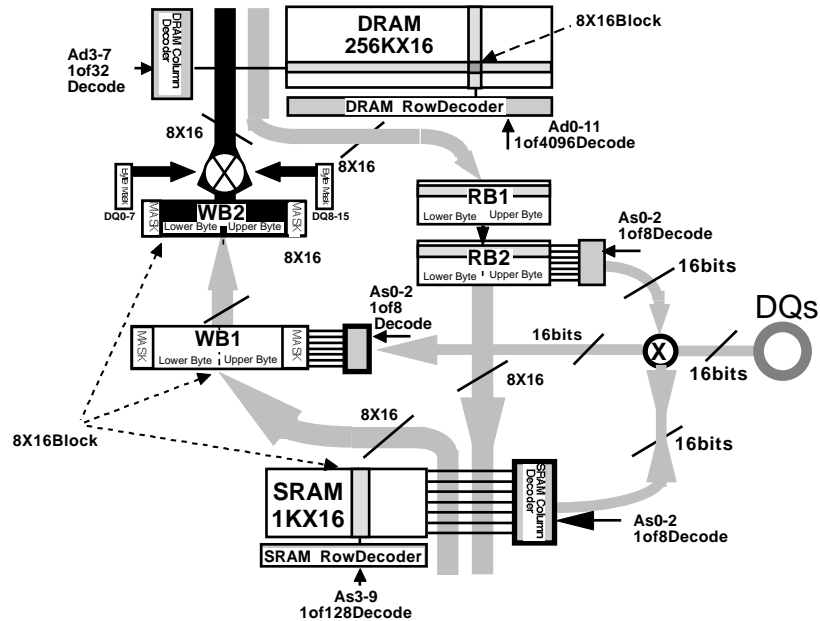 DRAM Column
Decoder
DRAM
256KX16
8X16Block
Ad3-7
1of32
Decode
DRAM RowDecoder
8X16
8X16
Ad0-11
1of4096Decode
Byte Mask
Byte Mask
DQ0-7
DQ8-15
MASK
WB2
MASK
Lower Byte
Upper Byte
8X16
RB1
Lower Byte
Upper Byte
RB2
Lower Byte
Upper Byte
As0-2
1of8Decode
16bits
DQs
As0-2
1of8
Decode
MASK
WB1
MASK
Lower Byte
Upper Byte
16bits
X
16bits
8X16
8X16
16bits
8X16Block
SRAM
1KX16
SRAM Column
Decoder
As0-2
1of8Decode
SRAM RowDecoder
As3-9
1of128Decode